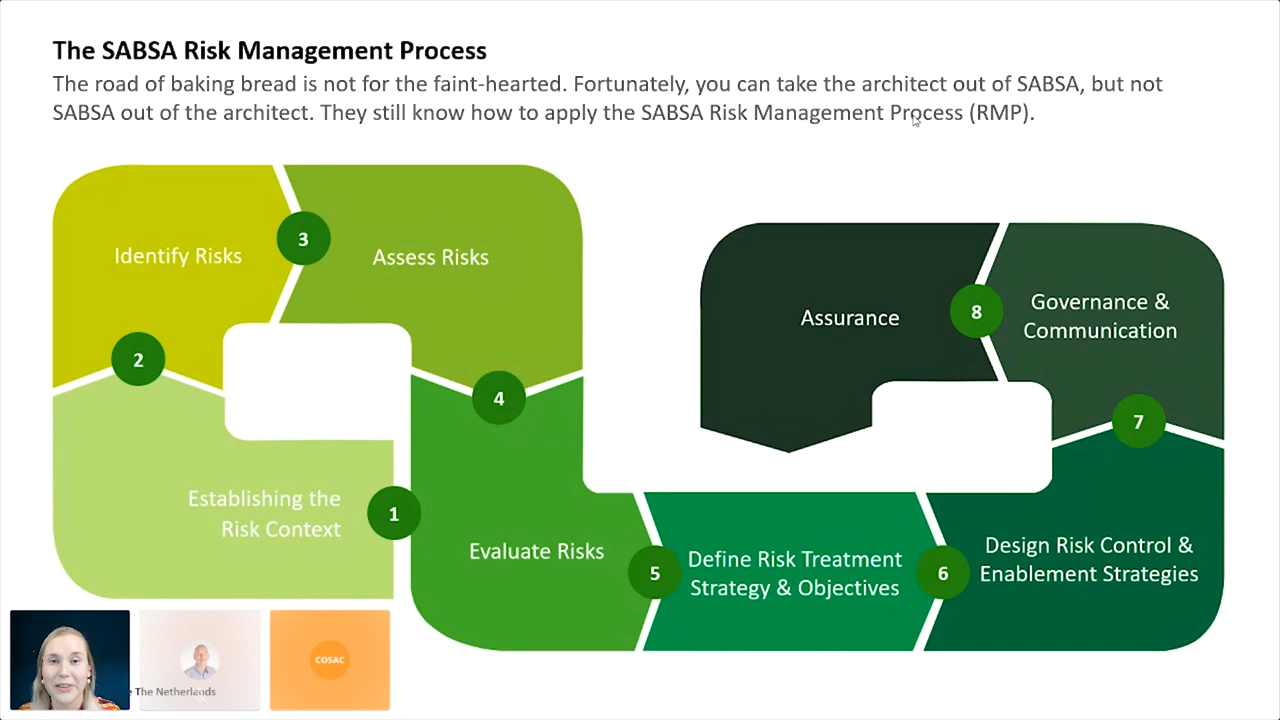 The SABSA Risk Management Process
The road of baking bread is not for the faint-hearted. Fortunately, you can take the architect out of SABSA, but not
SABSA out of the architect. They still know how to apply the SABSA Risk Management Process (RMP).
Identify Risks
3
Assess Risks
2
4
Establishing the
Risk Context
1
Evaluate Risks
5
Define Risk Treatment
Strategy & Objectives
6
Design Risk Control &
Enablement Strategies
7
Governance &
Communication
8
Assurance
COSAC
The Netherlands